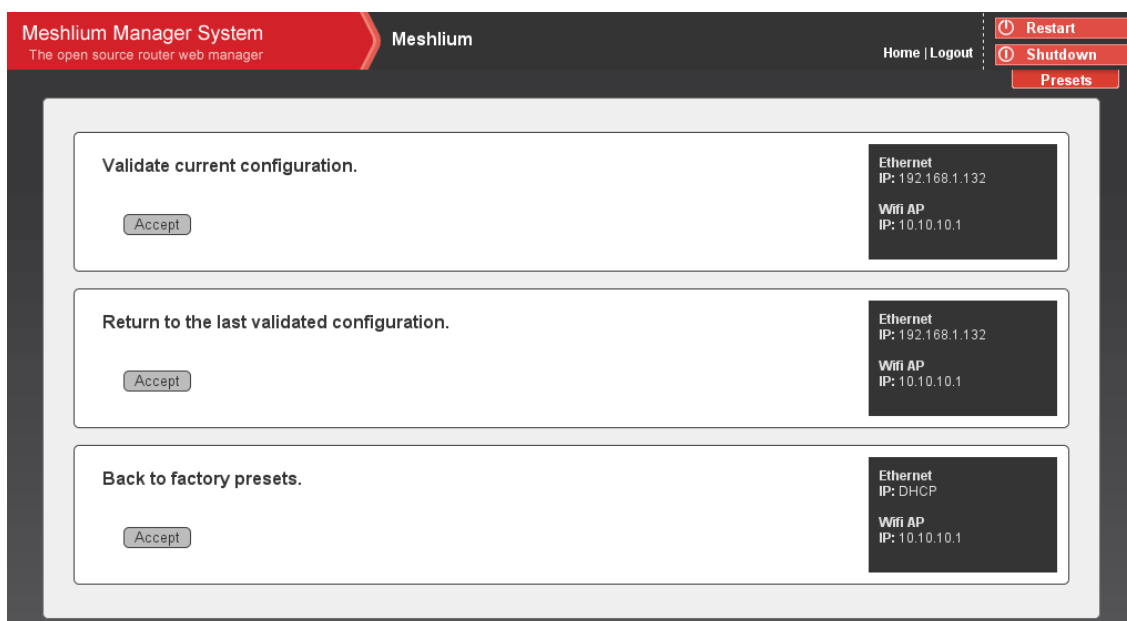 Meshlium Manager System
The open source router web manager
Meshlium
Home | Logout
Restart
Shutdown
Presets
Validate current configuration.
Accept
Ethernet
IP: 192.168.1.132
Wifi AP
IP: 10.10.10.1
Return to the last validated configuration.
Accept
Ethernet
IP: 192.168.1.132
Wifi AP
IP: 10.10.10.1
Back to factory presets.
Accept
Ethernet
IP: DHCP
Wifi AP
IP: 10.10.10.1